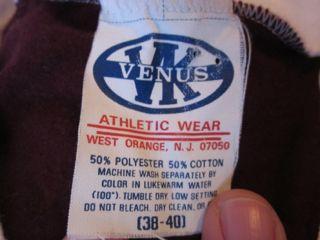 VK
VENUS
ATHLETIC WEAR
WEST ORANGE, N. J. 07050
50% POLYESTER 50% COTTON
MACHINE WASH SEPARATELY BY
COLOR IN LUKEWARM WATER
(100°). TUMBLE DRY, LOW SETTING
DO NOT BLEACH. DRY CLEAN, OR
(38-40)